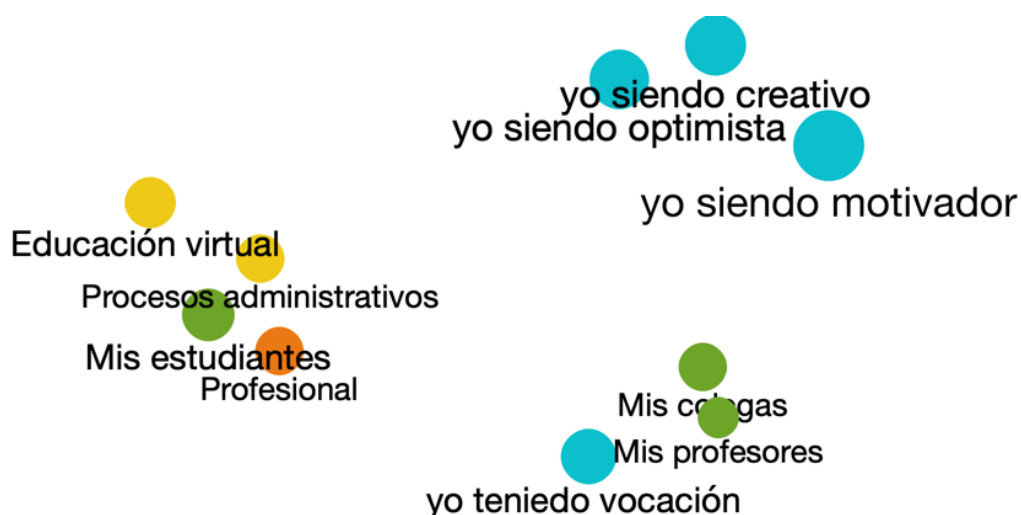 yo siendo creativo
yo siendo optimista
yo siendo motivador
Educación virtual
Procesos administrativos
Mis estudiantes
Profesional
Mis colegas
Mis profesores
yo teniedo vocación